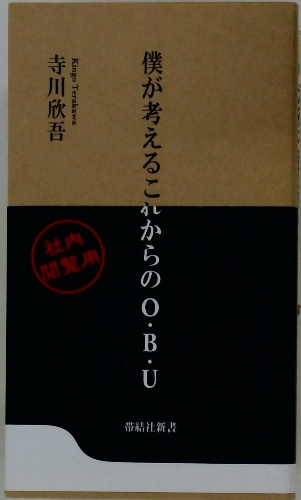 僕が考えるこれからのO・B・U
寺川欣吾
Kingo Terakawa
社内
閲覧用
帯結社新書